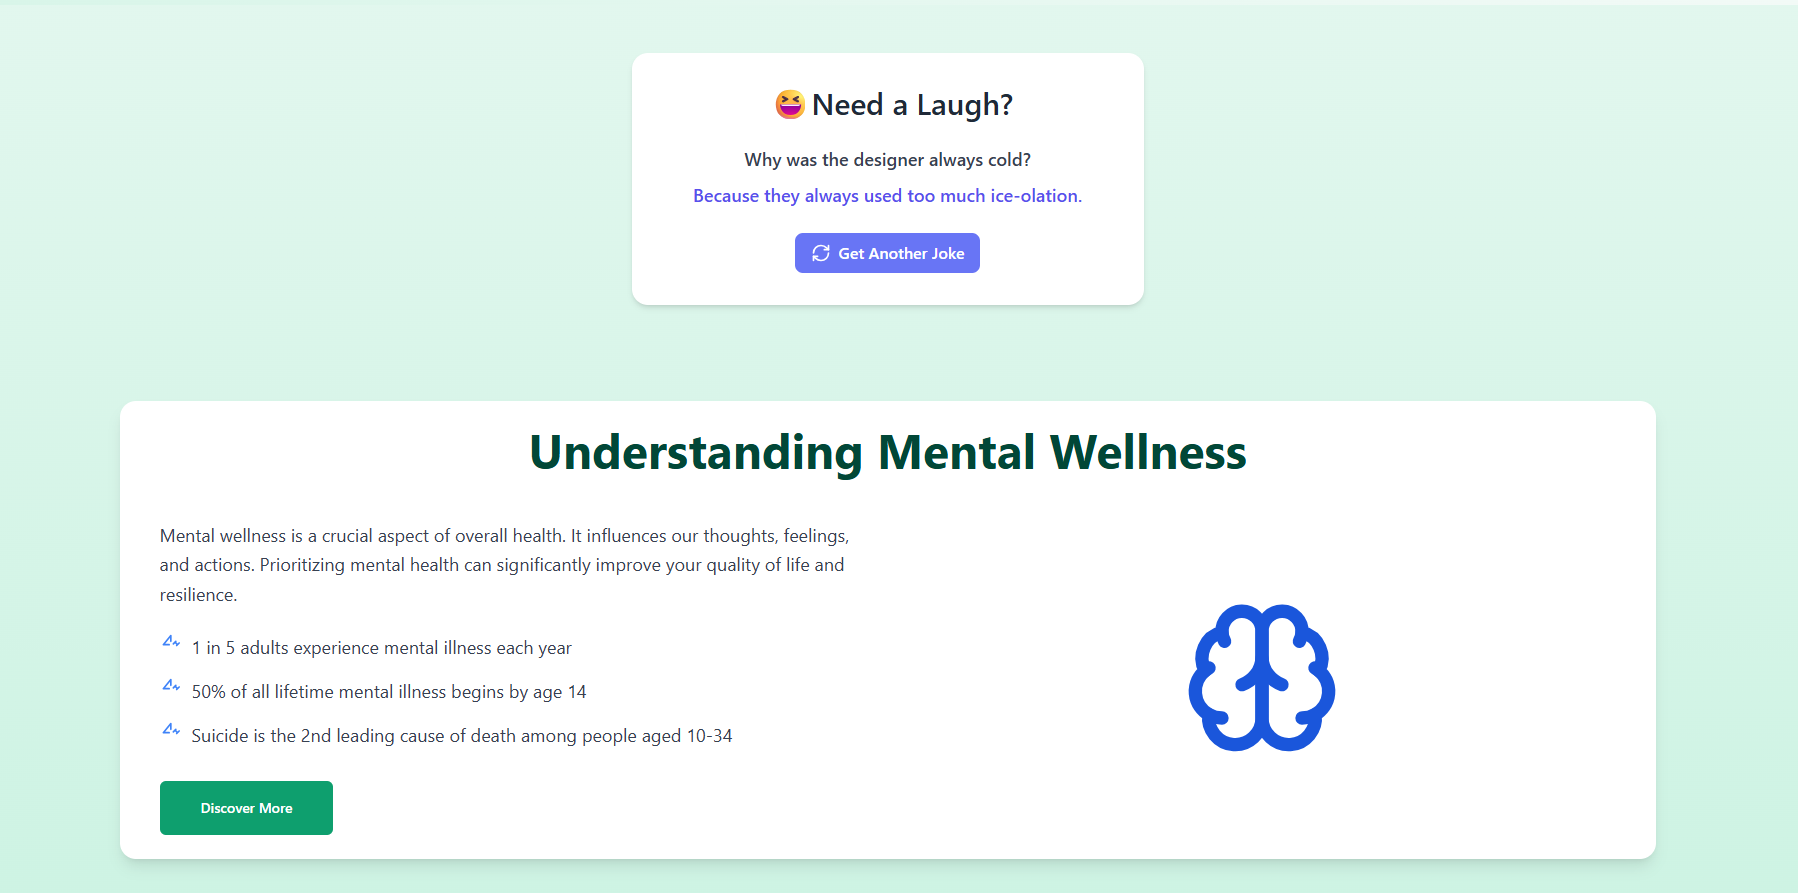 😆 Need a Laugh?
Why was the designer always cold?
Because they always used too much ice-olation.
Get Another Joke
Understanding Mental Wellness
Mental wellness is a crucial aspect of overall health. It influences our thoughts, feelings,
and actions. Prioritizing mental health can significantly improve your quality of life and
resilience.
1 in 5 adults experience mental illness each year
50% of all lifetime mental illness begins by age 14
Suicide is the 2nd leading cause of death among people aged 10-34
Discover More